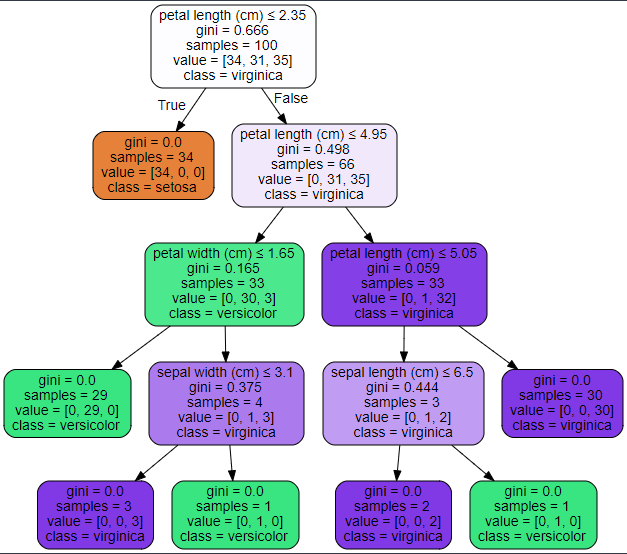 petal length (cm) ≤ 2.35
gini = 0.666
samples = 100
value = [34, 31, 35]
class = virginica
True
False
gini = 0.0
samples = 34
value = [34, 0, 0]
class = setosa
petal length (cm) ≤ 4.95
gini = 0.498
samples = 66
value = [0, 31, 35]
class = virginica
petal width (cm) ≤ 1.65
gini = 0.165
samples = 33
value = [0, 30, 3]
class = versicolor
petal length (cm) ≤ 5.05
gini = 0.059
samples = 33
value = [0, 1, 32]
class = virginica
gini = 0.0
samples = 29
value = [0, 29, 0]
class = versicolor
sepal width (cm) ≤ 3.1
gini = 0.375
samples = 4
value = [0, 1, 3]
class = virginica
sepal length (cm) ≤ 6.5
gini = 0.444
samples = 3
value = [0, 1, 2]
class = virginica
gini = 0.0
samples = 30
value = [0, 0, 30]
class = virginica
gini = 0.0
samples = 3
value = [0, 0, 3]
class = virginica
gini = 0.0
samples = 1
value = [0, 1, 0]
class = versicolor
gini = 0.0
samples = 2
value = [0, 0, 2]
class = virginica
gini = 0.0
samples = 1
value = [0, 1, 0]
class = versicolor